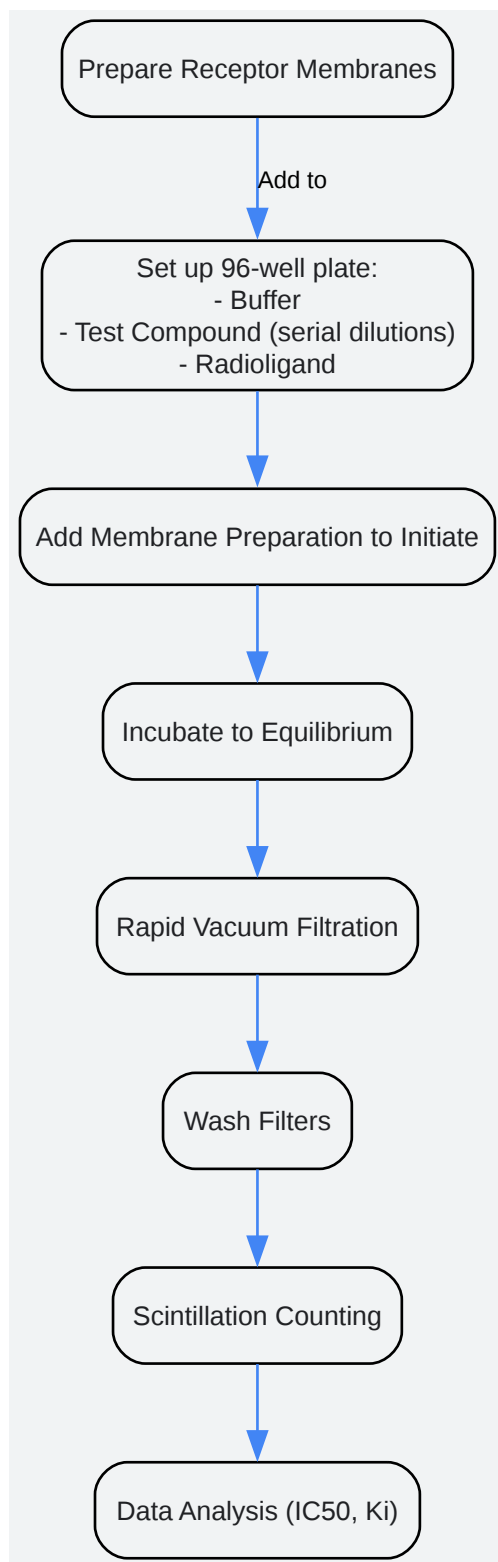 Prepare Receptor Membranes
Add to
Set up 96-well plate:
- Buffer
- Test Compound (serial dilutions)
- Radioligand
Add Membrane Preparation to Initiate
Incubate to Equilibrium
Rapid Vacuum Filtration
Wash Filters
Scintillation Counting
Data Analysis (IC50, Ki)